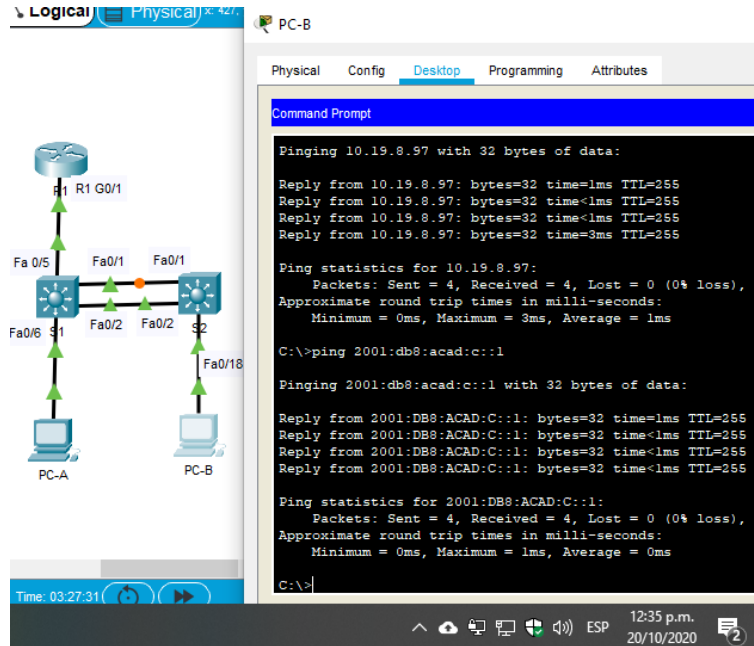 Logical Physical x: 427,
PC-B
Physical Config Desktop Programming Attributes
Command Prompt
Pinging 10.19.8.97 with 32 bytes of data:
Reply from 10.19.8.97: bytes=32 time=1ms TTL=255
Reply from 10.19.8.97: bytes=32 time<1ms TTL=255
Reply from 10.19.8.97: bytes=32 time<1ms TTL=255
Reply from 10.19.8.97: bytes=32 time=3ms TTL=255
Ping statistics for 10.19.8.97:
Packets: Sent = 4, Received = 4, Lost = 0 (0% loss),
Approximate round trip times in milli-seconds:
Minimum = 0ms, Maximum = 3ms, Average = 1ms
C:\>ping 2001:db8:acad:c::1
Pinging 2001:db8:acad:c::1 with 32 bytes of data:
Reply from 2001:DB8:ACAD:C::1: bytes=32 time=1ms TTL=255
Reply from 2001:DB8:ACAD:C::1: bytes=32 time<1ms TTL=255
Reply from 2001:DB8:ACAD:C::1: bytes=32 time<1ms TTL=255
Reply from 2001:DB8:ACAD:C::1: bytes=32 time<1ms TTL=255
Ping statistics for 2001:DB8:ACAD:C::1:
Packets: Sent = 4, Received = 4, Lost = 0 (0% loss),
Approximate round trip times in milli-seconds:
Minimum = 0ms, Maximum = 1ms, Average = 0ms
C:\>
R1 R1 G0/1
Fa 0/5 Fa0/1 Fa0/1
Fa0/6 S1 Fa0/2 Fa0/2 S2
Fa0/18
PC-A PC-B
Time: 03:27:31
ESP 12:35 p.m.
20/10/2020
2